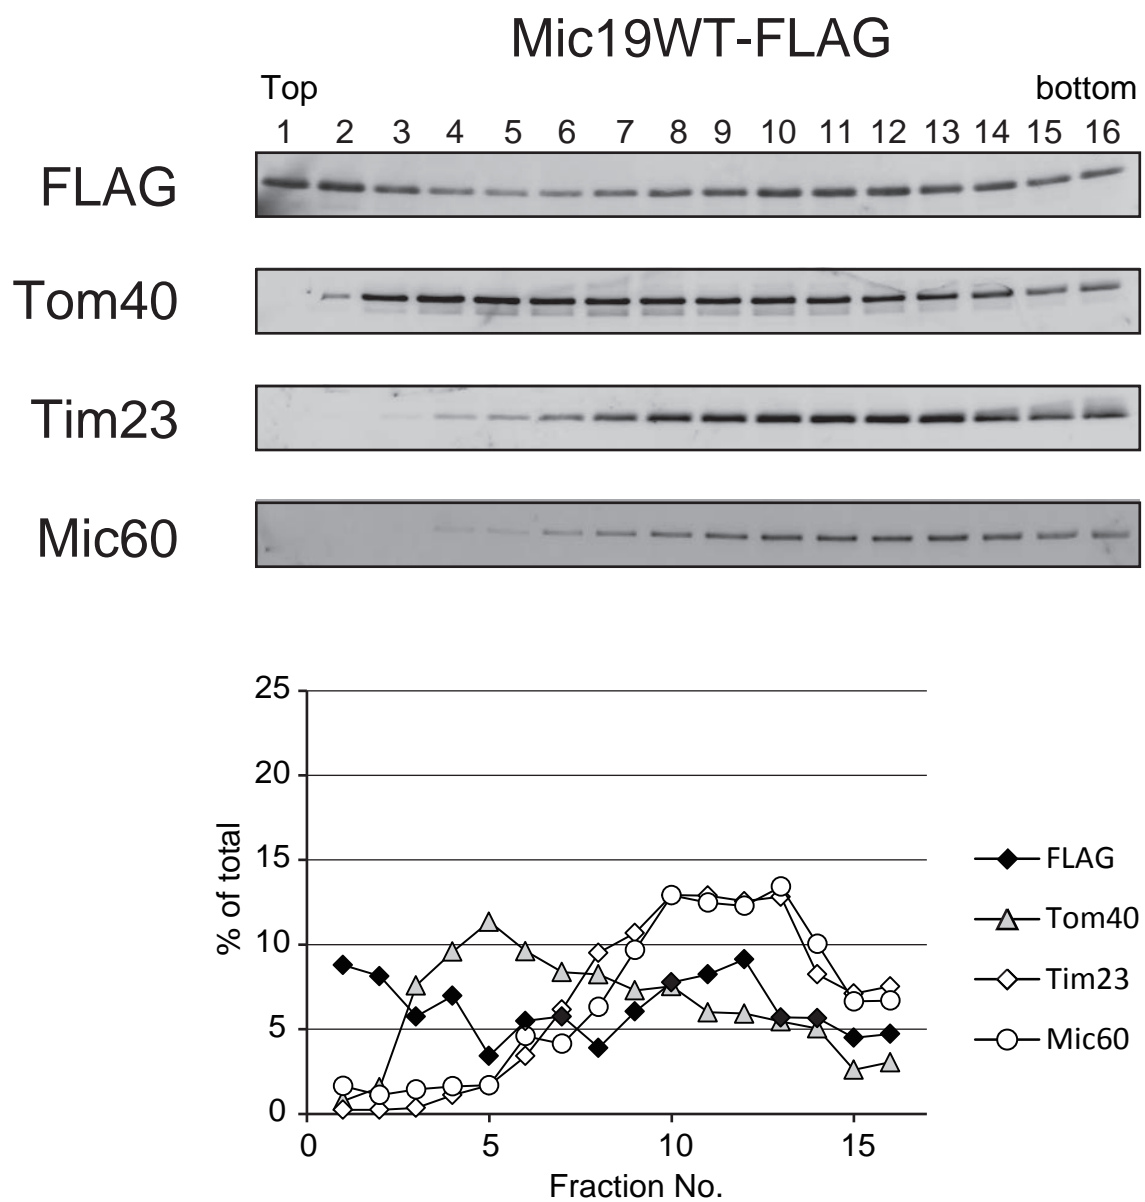 Mic19WT-FLAG
Top bottom
1 2 3 4 5 6 7 8 9 10 11 12 13 14 15 16
FLAG
Tom40
Tim23
Mic60
25
20
15
10
5
0
% of total
0 5 10 15
Fraction No.
FLAG
Tom40
Tim23
Mic60